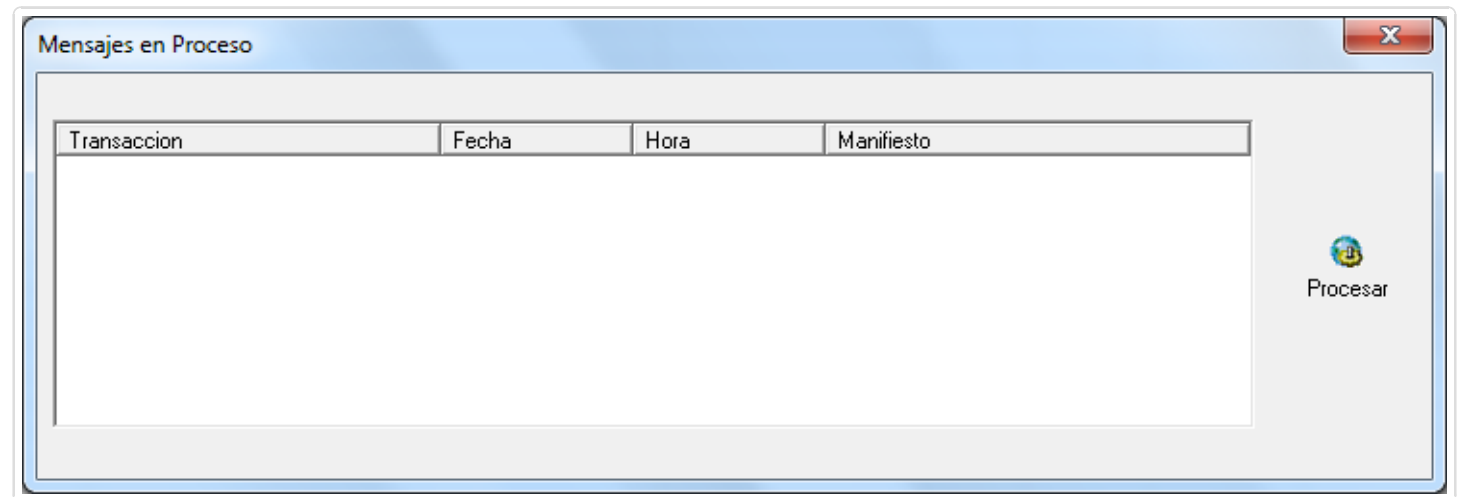 Mensajes en Proceso
Transaccion Fecha Hora Manifiesto
Procesar